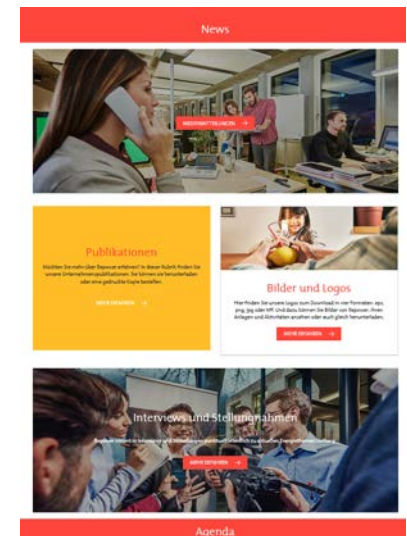 News
MEDIENMITTEILUNGEN
Publikationen
Möchten Sie mehr über Repower erfahren? In dieser Rubrik finden Sie
unsere Unternehmenspublikationen. Sie können sie herunterladen
oder eine gedruckte Kopie bestellen.
MEHR ERFAHREN
Bilder und Logos
Hier finden Sie unsere Logos zum Download in vier Formaten: eps,
png, jpg oder tiff. Und dazu können Sie Bilder von Repower, ihren
Anlagen und Aktivitäten ansehen oder auch gleich herunterladen.
MEHR ERFAHREN
Interviews und Stellungnahmen
MEHR ERFAHREN
Agenda